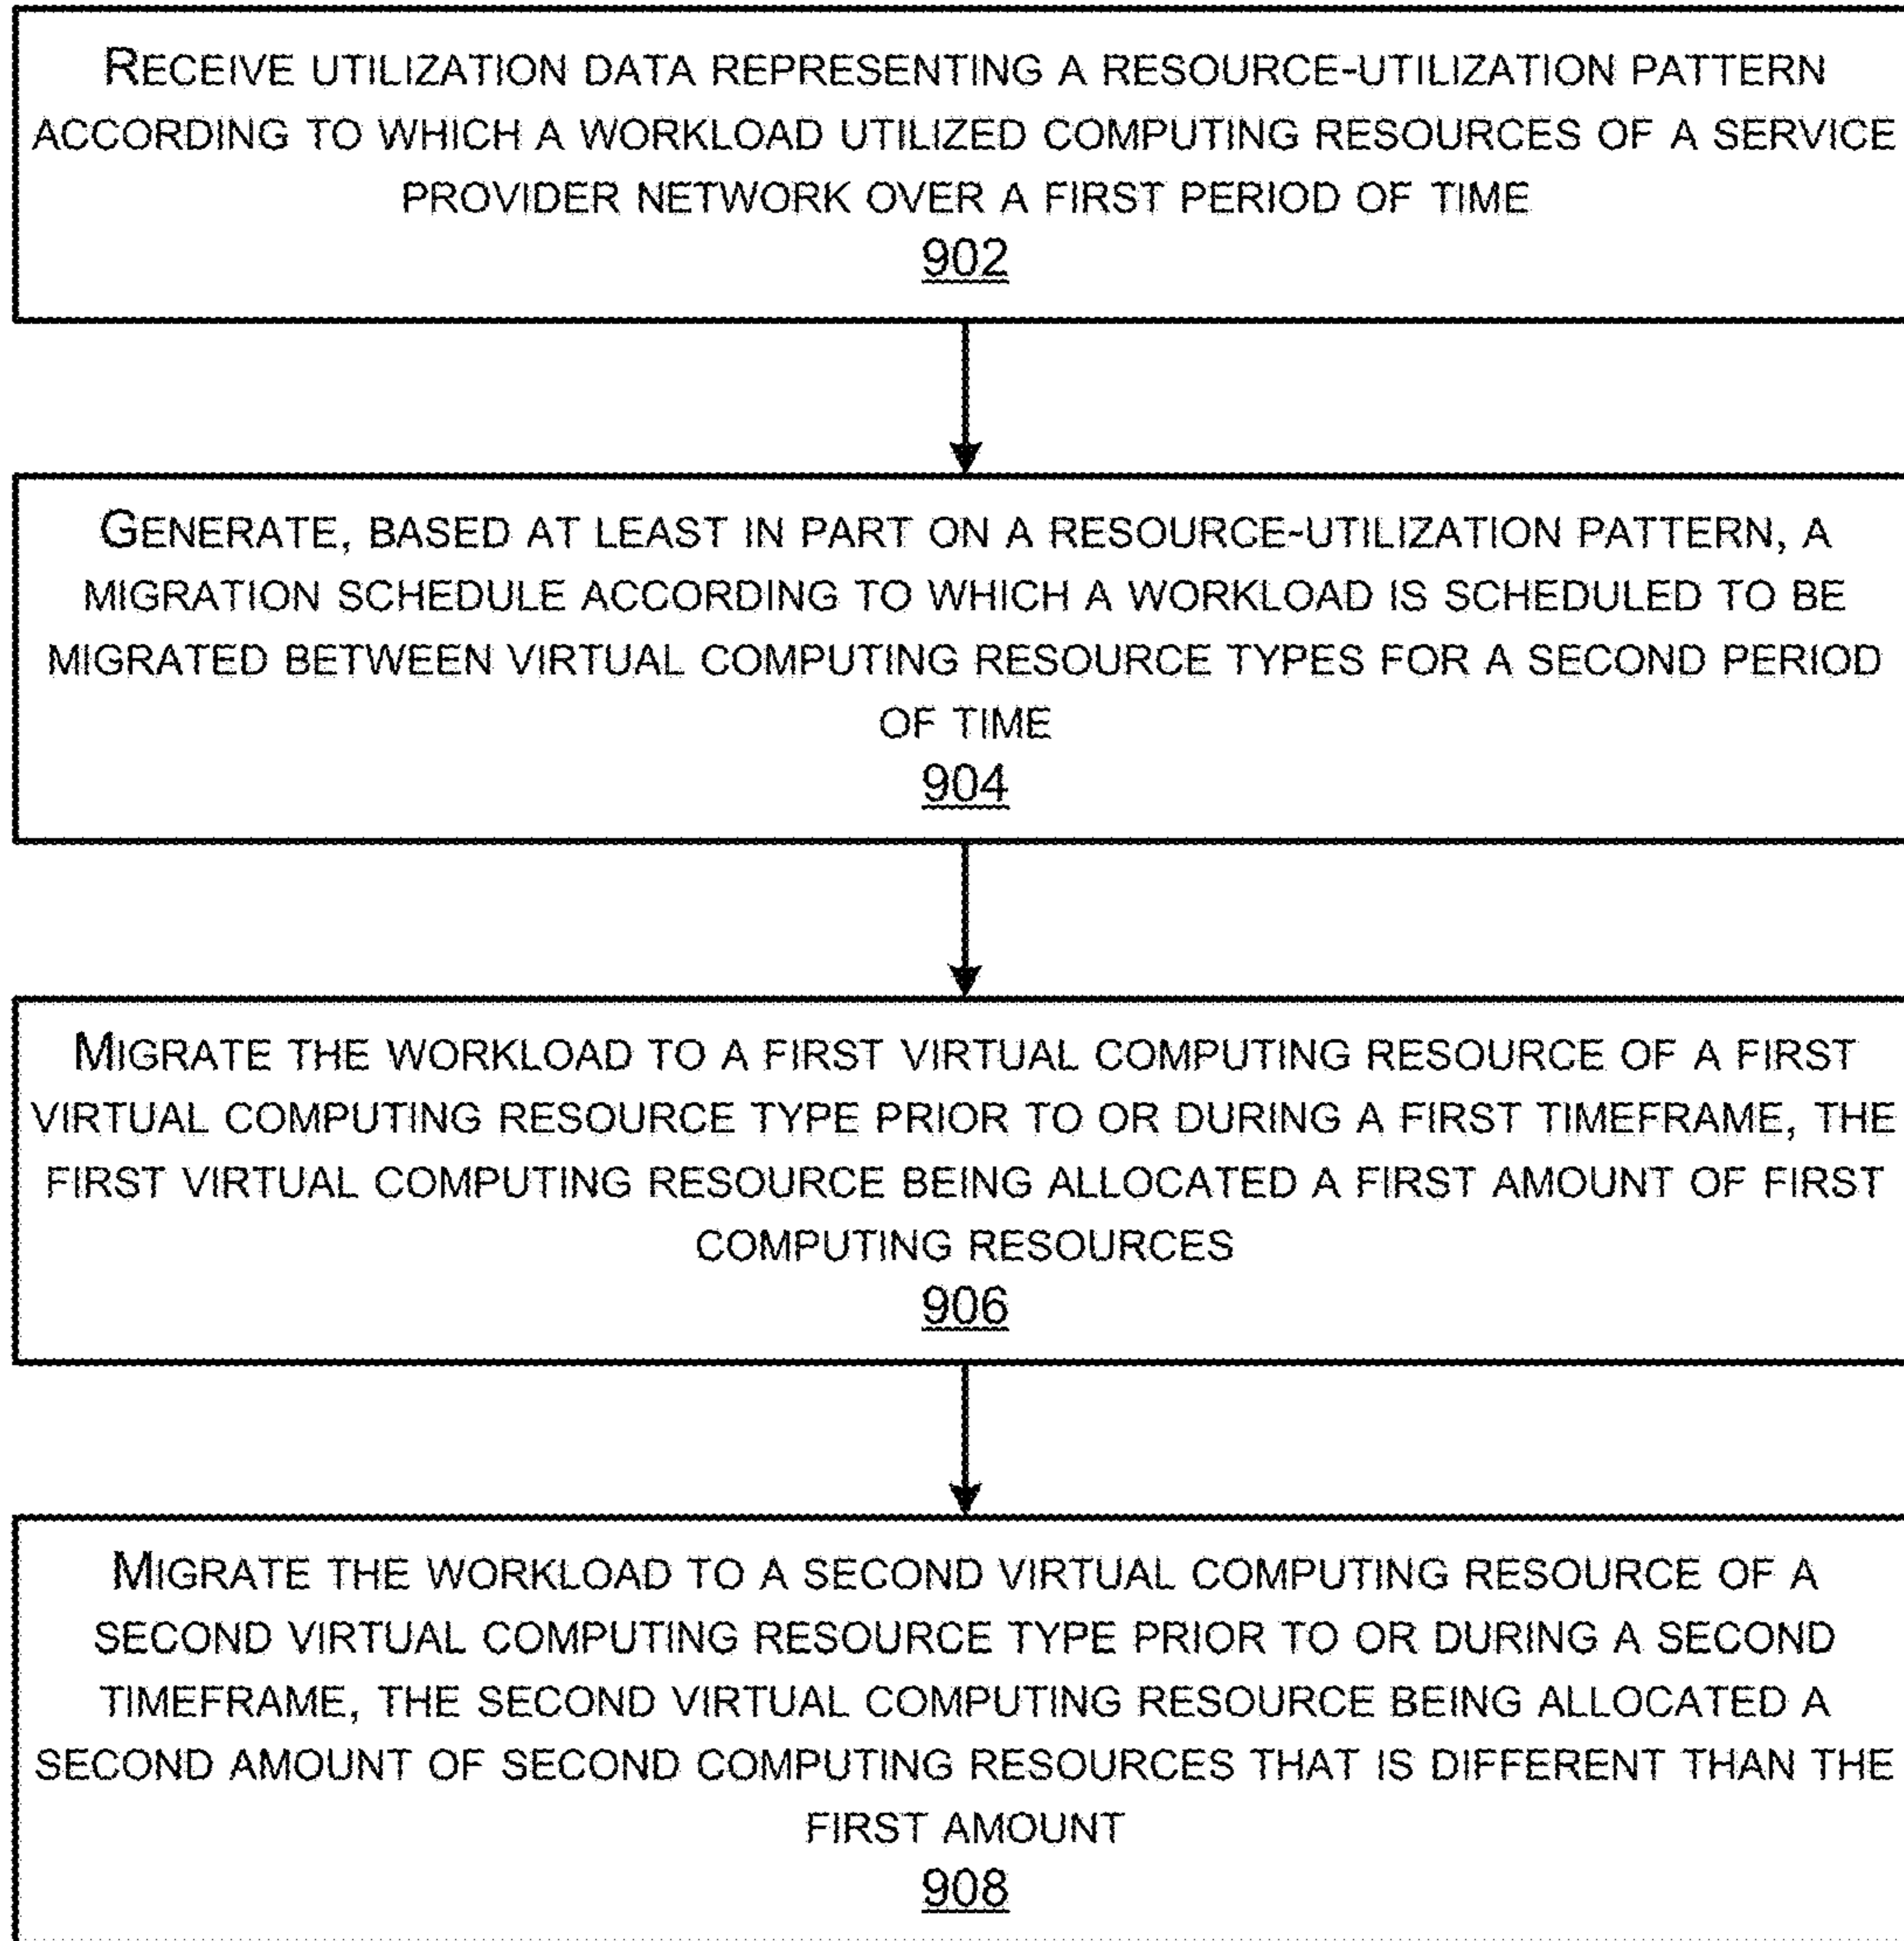 RECEIVE UTILIZATION DATA REPRESENTING A RESOURCE-UTILIZATION PATTERN
ACCORDING TO WHICH A WORKLOAD UTILIZED COMPUTING RESOURCES OF A SERVICE
PROVIDER NETWORK OVER A FIRST PERIOD OF TIME
902
GENERATE, BASED AT LEAST IN PART ON A RESOURCE-UTILIZATION PATTERN, A
MIGRATION SCHEDULE ACCORDING TO WHICH A WORKLOAD IS SCHEDULED TO BE
MIGRATED BETWEEN VIRTUAL COMPUTING RESOURCE TYPES FOR A SECOND PERIOD
OF TIME
904
MIGRATE THE WORKLOAD TO A FIRST VIRTUAL COMPUTING RESOURCE OF A FIRST
VIRTUAL COMPUTING RESOURCE TYPE PRIOR TO OR DURING A FIRST TIMEFRAME, THE
FIRST VIRTUAL COMPUTING RESOURCE BEING ALLOCATED A FIRST AMOUNT OF FIRST
COMPUTING RESOURCES
906
MIGRATE THE WORKLOAD TO A SECOND VIRTUAL COMPUTING RESOURCE OF A
SECOND VIRTUAL COMPUTING RESOURCE TYPE PRIOR TO OR DURING A SECOND
TIMEFRAME, THE SECOND VIRTUAL COMPUTING RESOURCE BEING ALLOCATED A
SECOND AMOUNT OF SECOND COMPUTING RESOURCES THAT IS DIFFERENT THAN THE
FIRST AMOUNT
908